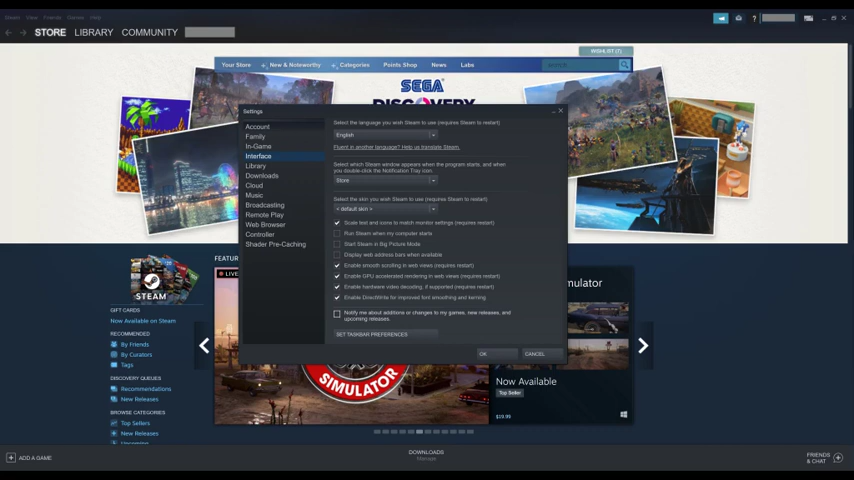 Steam View Friends Games Help
STORE LIBRARY COMMUNITY
WISHLIST (7)
Your Store New & Noteworthy Categories Points Shop News Labs search
SEGA
DISCOVERY
Settings
Account
Family
In-Game
Interface
Library
Downloads
Cloud
Music
Broadcasting
Remote Play
Web Browser
Controller
Shader Pre-Caching
Select the language you wish Steam to use (requires Steam to restart)
English
Fluent in another language? Help us translate Steam.
Select which Steam window appears when the program starts, and when
you double-click the Notification Tray icon.
Store
Select the skin you wish Steam to use (requires Steam to restart)
< default skin >
Scale text and icons to match monitor settings (requires restart)
Run Steam when my computer starts
Start Steam in Big Picture Mode
Display web address bars when available
Enable smooth scrolling in web views (requires restart)
Enable GPU accelerated rendering in web views (requires restart)
Enable hardware video decoding, if supported (requires restart)
Enable DirectWrite for improved font smoothing and kerning
Notify me about additions or changes to my games, new releases, and
upcoming releases.
SET TASKBAR PREFERENCES
OK CANCEL
FEATUR
LIVE
mulator
SIMULATOR
Now Available
Top Seller
$19.99
STEAM
GIFT CARDS
Now Available on Steam
RECOMMENDED
By Friends
By Curators
Tags
DISCOVERY QUEUES
Recommendations
New Releases
BROWSE CATEGORIES
Top Sellers
New Releases
Upcoming
ADD A GAME
DOWNLOADS
Manage
FRIENDS
& CHAT